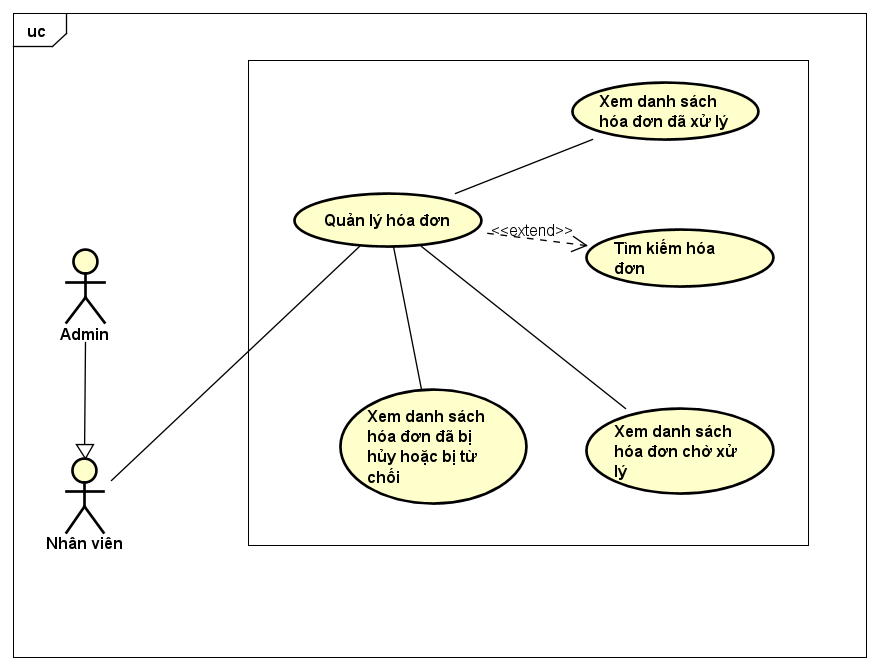 uc
Xem danh sách
hóa đơn đã xử lý
Quản lý hóa đơn
<<extend>>
Tìm kiếm hóa
đơn
Admin
Xem danh sách
hóa đơn đã bị
hủy hoặc bị từ
chối
Xem danh sách
hóa đơn chờ xử
lý
Nhân viên